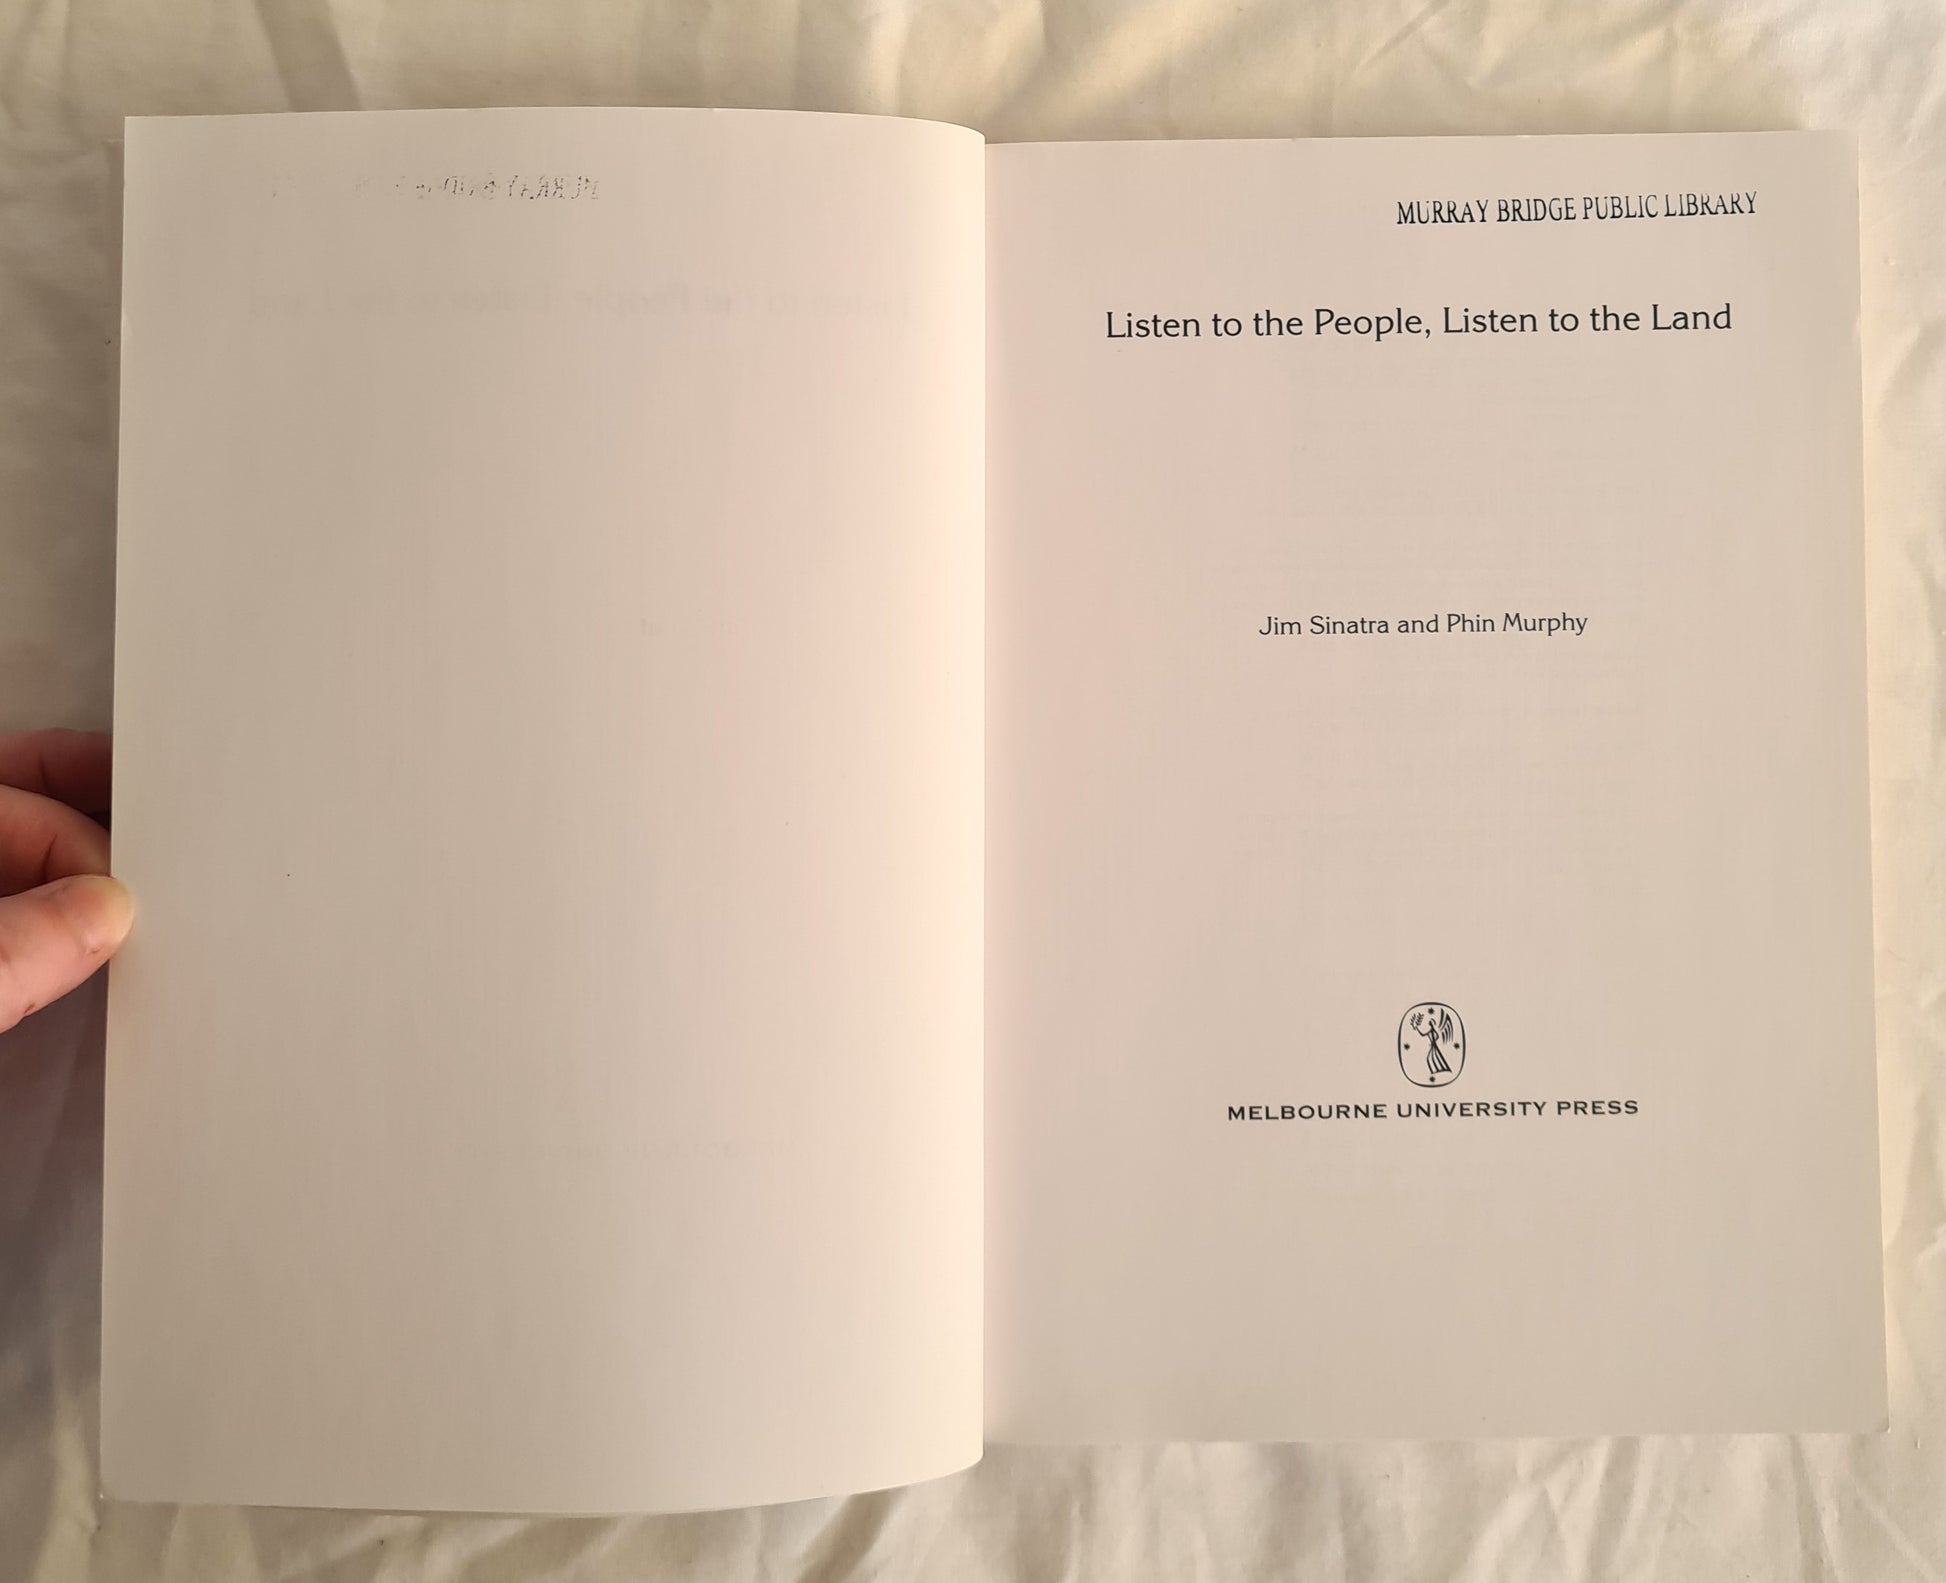 MURRAY BRIDGE PUBLIC LIBRARY
Listen to the People, Listen to the Land
Jim Sinatra and Phin Murphy
MELBOURNE UNIVERSITY PRESS